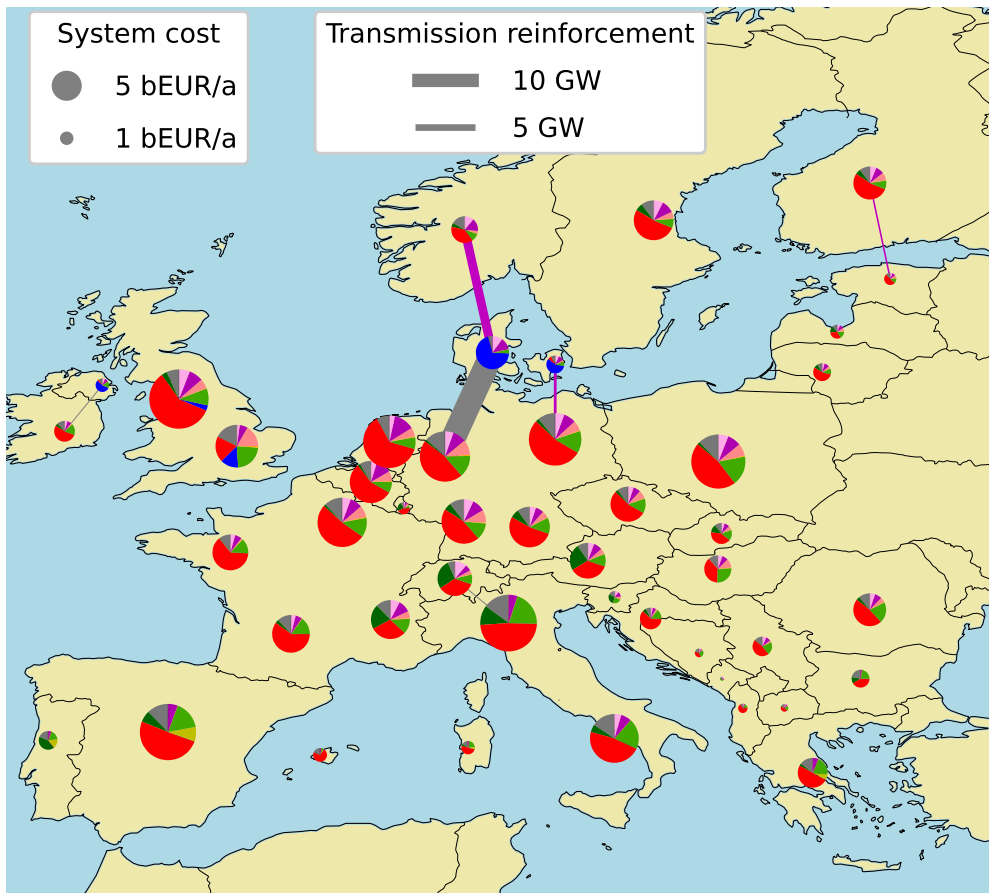 System cost
5 bEUR/a
1 bEUR/a
Transmission reinforcement
10 GW
5 GW